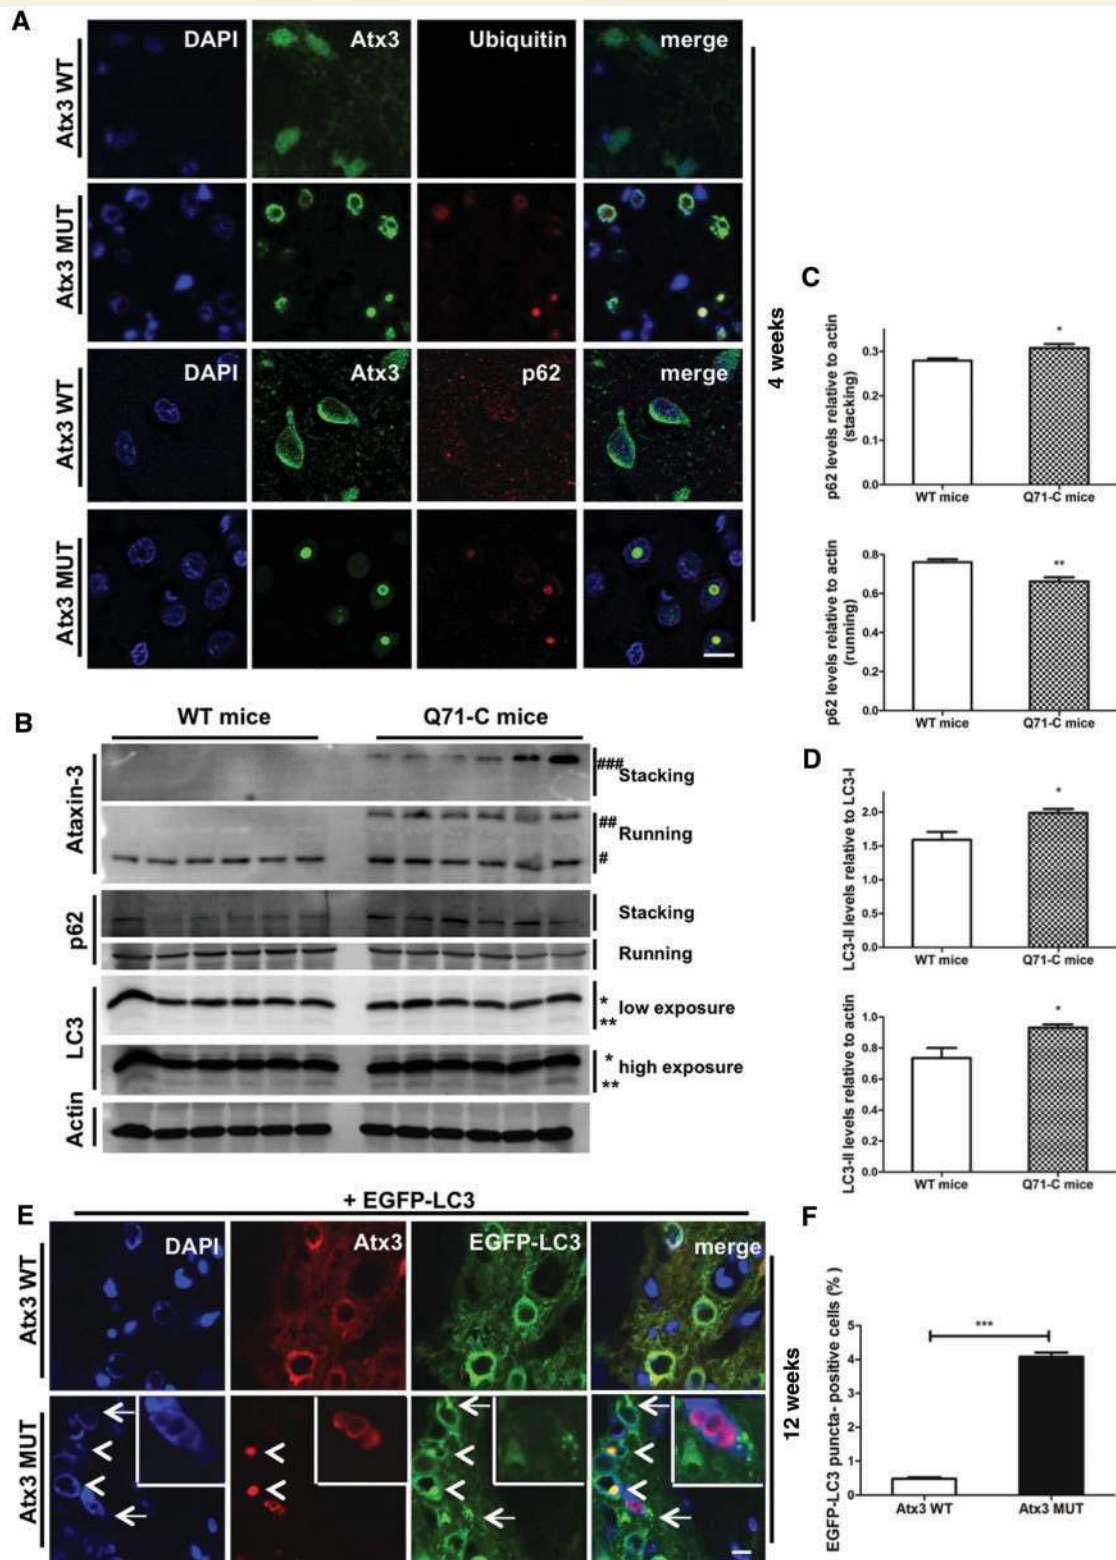 A
DAPI Atx3 Ubiquitin merge
Atx3 WT
Atx3 MUT
DAPI Atx3 p62 merge
Atx3 WT
Atx3 MUT
4 weeks
B
WT mice Q71-C mice
Ataxin-3
### Stacking
## Running
#
p62
Stacking
Running
LC3
* low exposure
**
* high exposure
**
Actin
C
p62 levels relative to actin
(stacking)
0.3
0.2
0.1
0.0
*
WT mice Q71-C mice
p62 levels relative to actin
(running)
0.8
0.6
0.4
0.2
0.0
**
WT mice Q71-C mice
D
LC3-II levels relative to LC3-I
2.0
1.5
1.0
0.5
0.0
*
WT mice Q71-C mice
LC3-II levels relative to actin
1.0
0.8
0.6
0.4
0.2
0.0
*
WT mice Q71-C mice
E
+ EGFP-LC3
DAPI Atx3 EGFP-LC3 merge
Atx3 WT
Atx3 MUT
12 weeks
F
EGFP-LC3 puncta- positive cells (% )
5
4
3
2
1
0
***
Atx3 WT Atx3 MUT